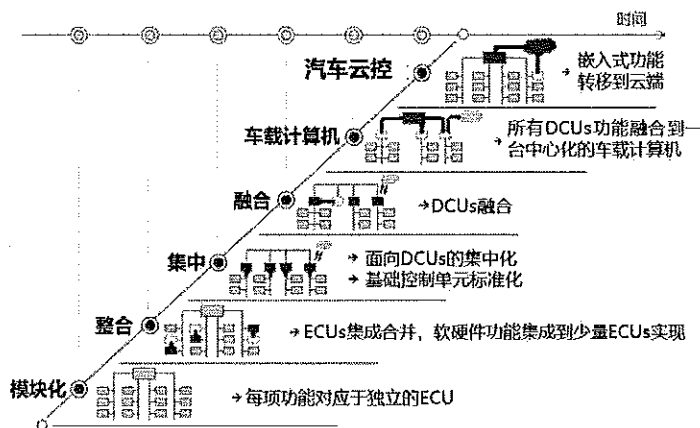 时间
汽车云控
嵌入式功能
转移到云端
车载计算机
所有DCUs功能融合到一
台中心化的车载计算机
融合
DCUs融合
集中
面向DCUs的集中化
基础控制单元标准化
整合
ECUs集成合并，软硬件功能集成到少量ECUs实现
模块化
每项功能对应于独立的ECU